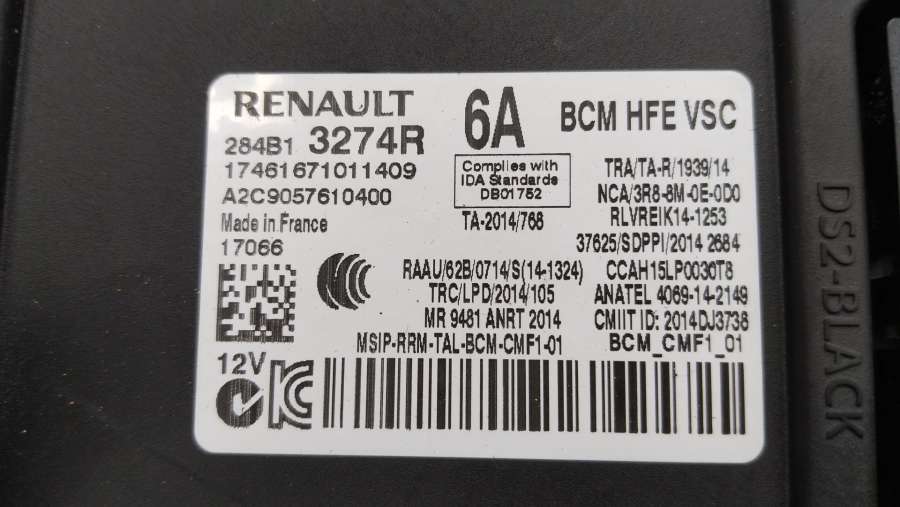 RENAULT
6A
BCM HFE VSC
284B1 3274R
17461671011409
A2C9057610400
Made in France
17066
Complies with
IDA Standards
DB01752
TA-2014/768
TRA/TA-R/1939/14
NCA/3R8-8M-0E-0D0
RLVREIK14-1253
37625/SDPPI/2014 2684
RAAU/62B/0714/S(14-1324)
CCAH15LP0030T8
TRC/LPD/2014/105
ANATEL 4069-14-2149
MR 9481 ANRT 2014
CMIIT ID: 2014DJ3738
MSIP-RRM-TAL-BCM-CMF1-01
BCM_CMF1_01
12V
DS2-BLACK